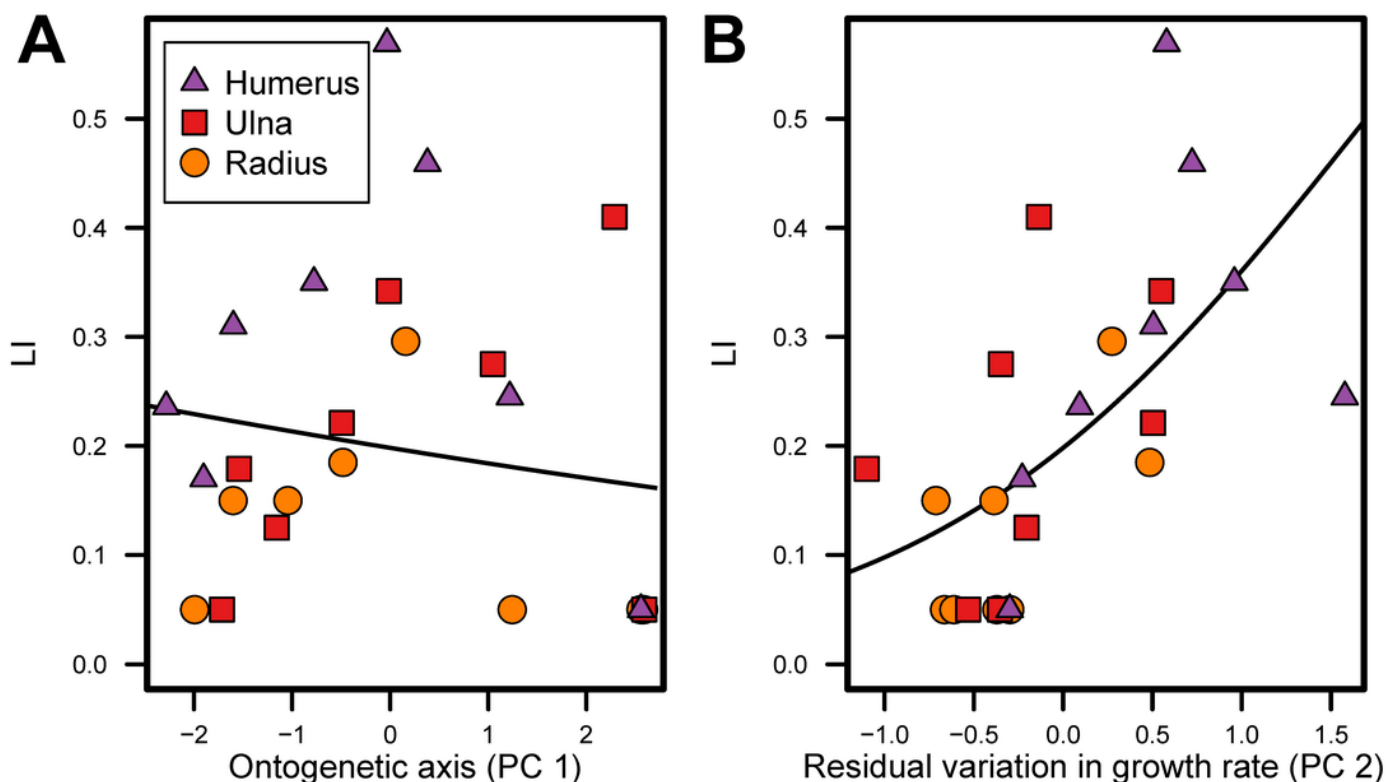 A
Humerus
Ulna
Radius
LI
0.5
0.4
0.3
0.2
0.1
0.0
−2 −1 0 1 2
Ontogenetic axis (PC 1)
B
LI
0.5
0.4
0.3
0.2
0.1
0.0
−1.0 −0.5 0.0 0.5 1.0 1.5
Residual variation in growth rate (PC 2)